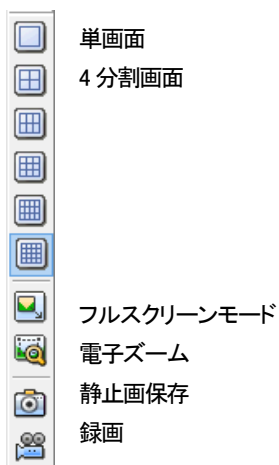 単画面
4 分割画面
フルスクリーンモード
電子ズーム
静止画保存
録画